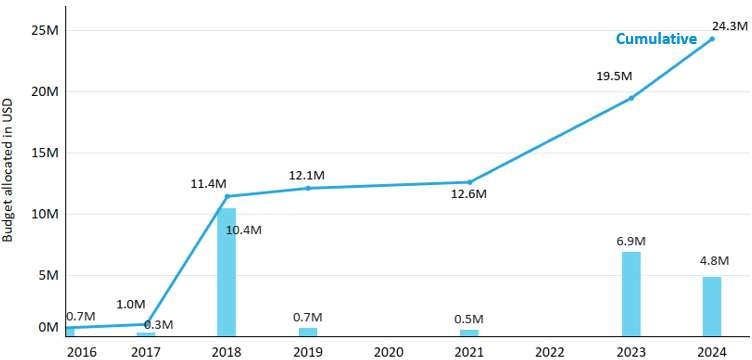 25M
20M
15M
10M
5M
0M
Budget allocated in USD
Cumulative
24.3M
19.5M
12.6M
12.1M
11.4M
1.0M
0.7M
0.3M
10.4M
0.7M
0.5M
6.9M
4.8M
2016 2017 2018 2019 2020 2021 2022 2023 2024